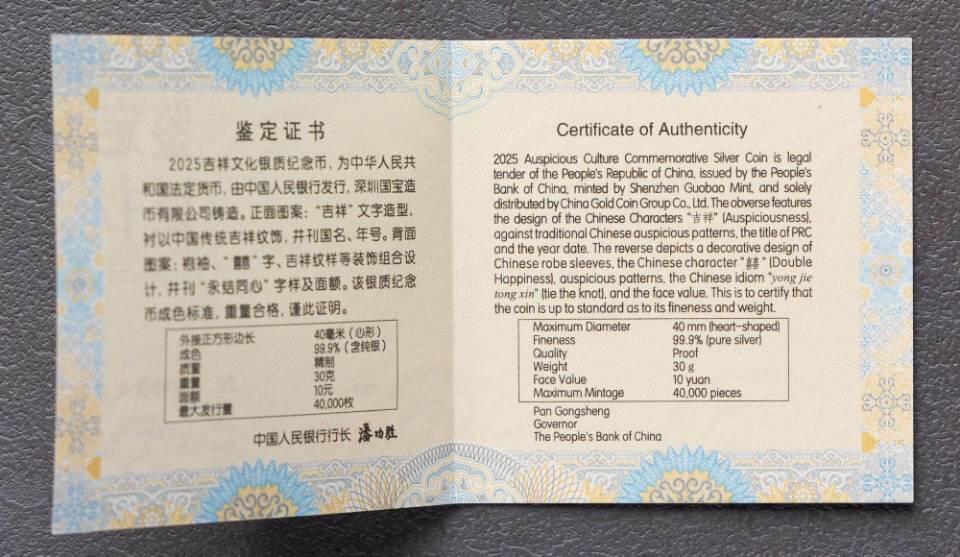 鉴定证书
2025吉祥文化银质纪念币，为中华人民共
和国法定货币，由中国人民银行发行，深圳国宝造
币有限公司铸造。正面图案：“吉祥”文字造型，
衬以中国传统吉祥纹饰，并刊国名、年号。背面
图案：袍袖、“囍”字、吉祥纹样等装饰组合设
计，并刊“永结同心”字样及面额。该银质纪念
币成色标准，重量合格，谨此证明。
外接正方形边长 40毫米（心形）
成色 99.9%（含纯银）
质量 精制
重量 30克
面额 10元
最大发行量 40,000枚
中国人民银行行长 潘功胜
Certificate of Authenticity
2025 Auspicious Culture Commemorative Silver Coin is legal
tender of the People's Republic of China, issued by the People's
Bank of China, minted by Shenzhen Guobao Mint, and solely
distributed by China Gold Coin Group Co., Ltd. The obverse features
the design of the Chinese Characters "吉祥" (Auspiciousness),
against traditional Chinese auspicious patterns, the title of PRC
and the year date. The reverse depicts a decorative design of
Chinese robe sleeves, the Chinese character "囍" (Double
Happiness), auspicious patterns, the Chinese idiom "yong jie
tong xin" (tie the knot), and the face value. This is to certify that
the coin is up to standard as to its fineness and weight.
Maximum Diameter 40 mm (heart-shaped)
Fineness 99.9% (pure silver)
Quality Proof
Weight 30 g
Face Value 10 yuan
Maximum Mintage 40,000 pieces
Pan Gongsheng
Governor
The People's Bank of China